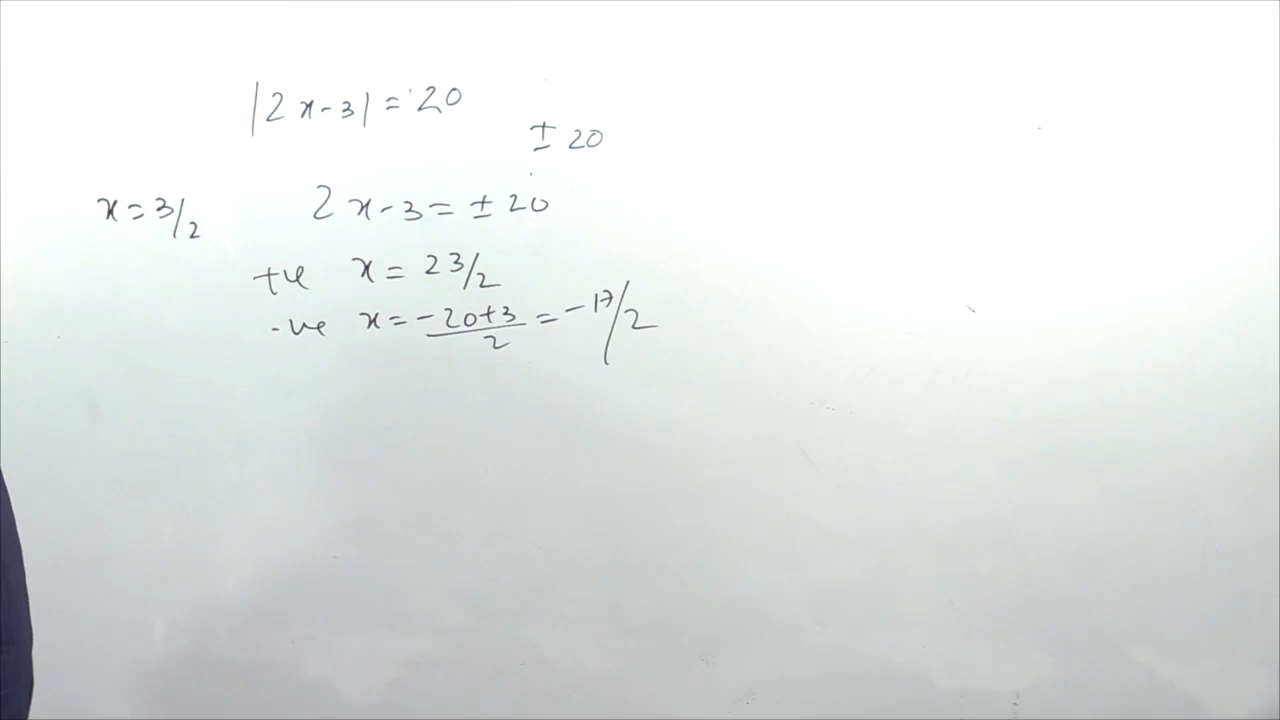 |2x-3| = 20
± 20
x = 3/2
2x-3 = ± 20
+ve x = 23/2
-ve x = -20+3/2 = -17/2